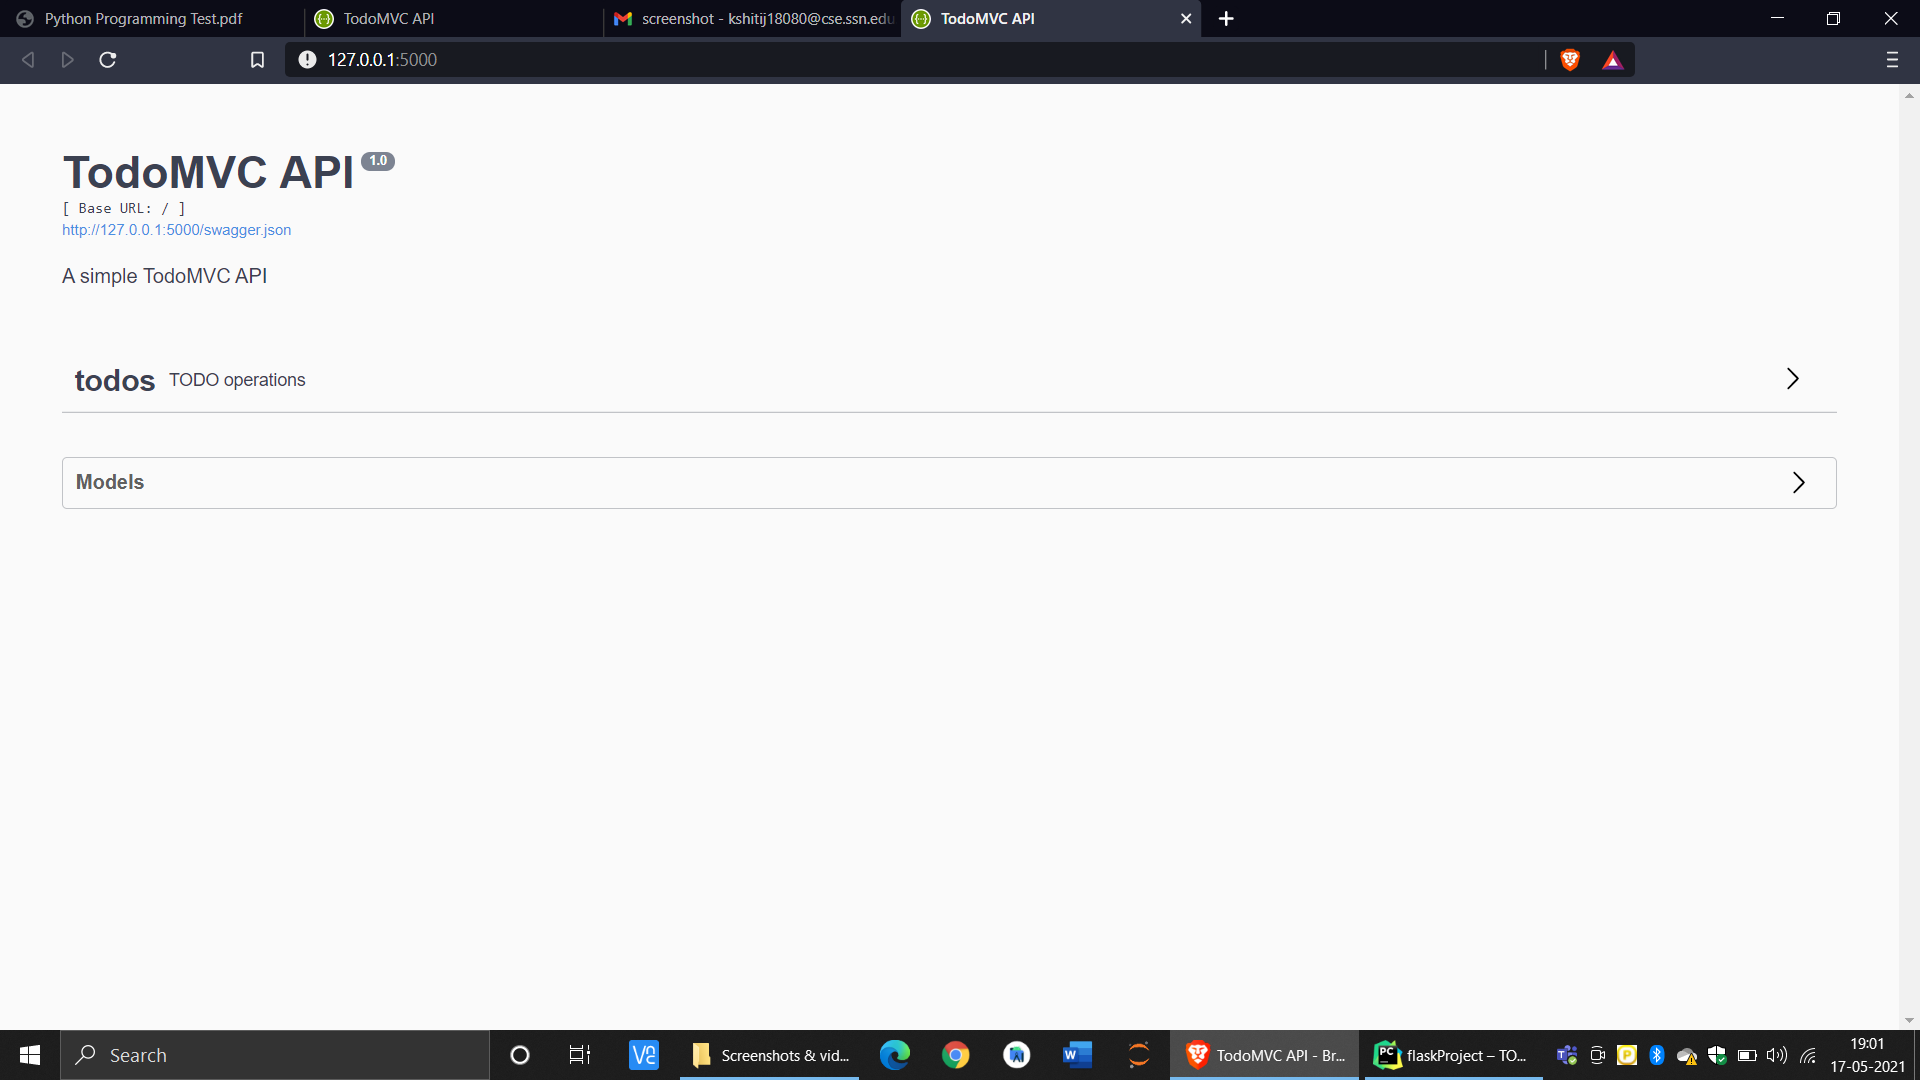 Python Programming Test.pdf
TodoMVC API
screenshot - kshitij18080@cse.ssn.edu
TodoMVC API
127.0.0.1:5000
TodoMVC API 1.0
[ Base URL: / ]
http://127.0.0.1:5000/swagger.json
A simple TodoMVC API
todos TODO operations
Models
Search
Screenshots & vid...
TodoMVC API - Br...
flaskProject – TO...
19:01
17-05-2021